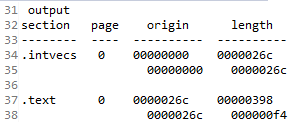 31 output
32 section page origin length
33 -------- ---- ---------- ----------
34 .intvecs 0 00000000 0000026c
35 00000000 0000026c
36
37 .text 0 0000026c 00000398
38 0000026c 000000f4